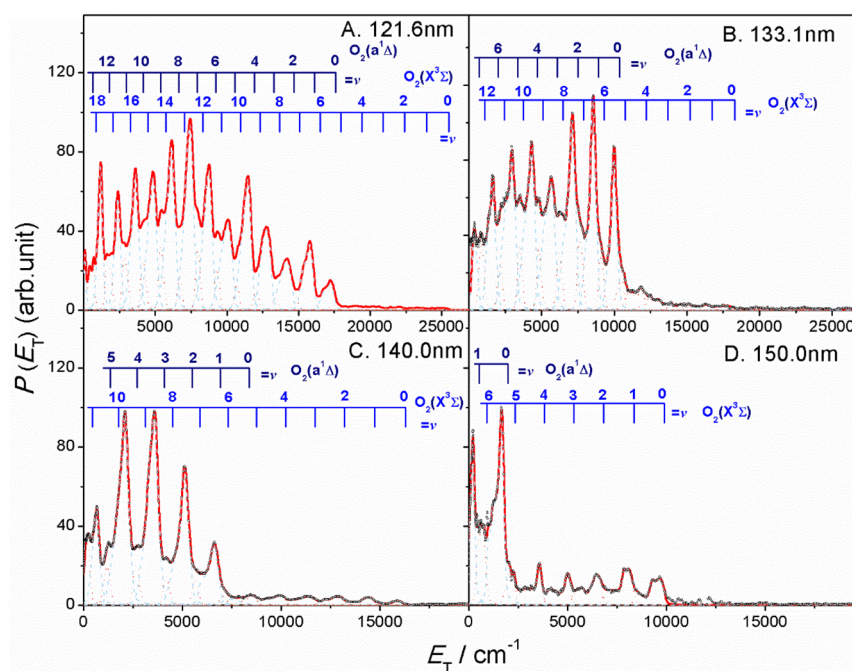 A. 121.6nm
12 10 8 6 4 2 0 O₂(a¹Δ)
=v
O₂(X³Σ)
18 16 14 12 10 8 6 4 2 0
=v
B. 133.1nm
6 4 2 0 O₂(a¹Δ)
=v
12 10 8 6 4 2 0 O₂(X³Σ)
=v
120
80
40
0
5000 10000 15000 20000 25000
5000 10000 15000 20000 25000
P(E_T) (arb.unit)
C. 140.0nm
5 4 3 2 1 0
=v O₂(a¹Δ)
10 8 6 4 2 0 O₂(X³Σ)
=v
D. 150.0nm
1 0
=v O₂(a¹Δ)
6 5 4 3 2 1 0
=v O₂(X³Σ)
120
80
40
0
0 5000 10000 15000
0 5000 10000 15000
E_T / cm⁻¹